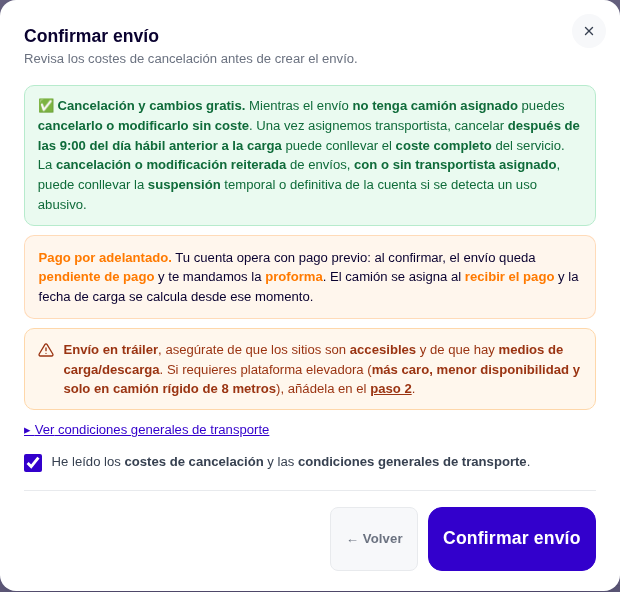 Confirmar envío
Revisa los costes de cancelación antes de crear el envío.
✅ Cancelación y cambios gratis. Mientras el envío no tenga camión asignado puedes
cancelarlo o modificarlo sin coste. Una vez asignemos transportista, cancelar después de
las 9:00 del día hábil anterior a la carga puede conllevar el coste completo del servicio.
La cancelación o modificación reiterada de envíos, con o sin transportista asignado,
puede conllevar la suspensión temporal o definitiva de la cuenta si se detecta un uso
abusivo.
Pago por adelantado. Tu cuenta opera con pago previo: al confirmar, el envío queda
pendiente de pago y te mandamos la proforma. El camión se asigna al recibir el pago y la
fecha de carga se calcula desde ese momento.
Envío en tráiler, asegúrate de que los sitios son accesibles y de que hay medios de
carga/descarga. Si requieres plataforma elevadora (más caro, menor disponibilidad y
solo en camión rígido de 8 metros), añádela en el paso 2.
▸ Ver condiciones generales de transporte
He leído los costes de cancelación y las condiciones generales de transporte.
← Volver
Confirmar envío